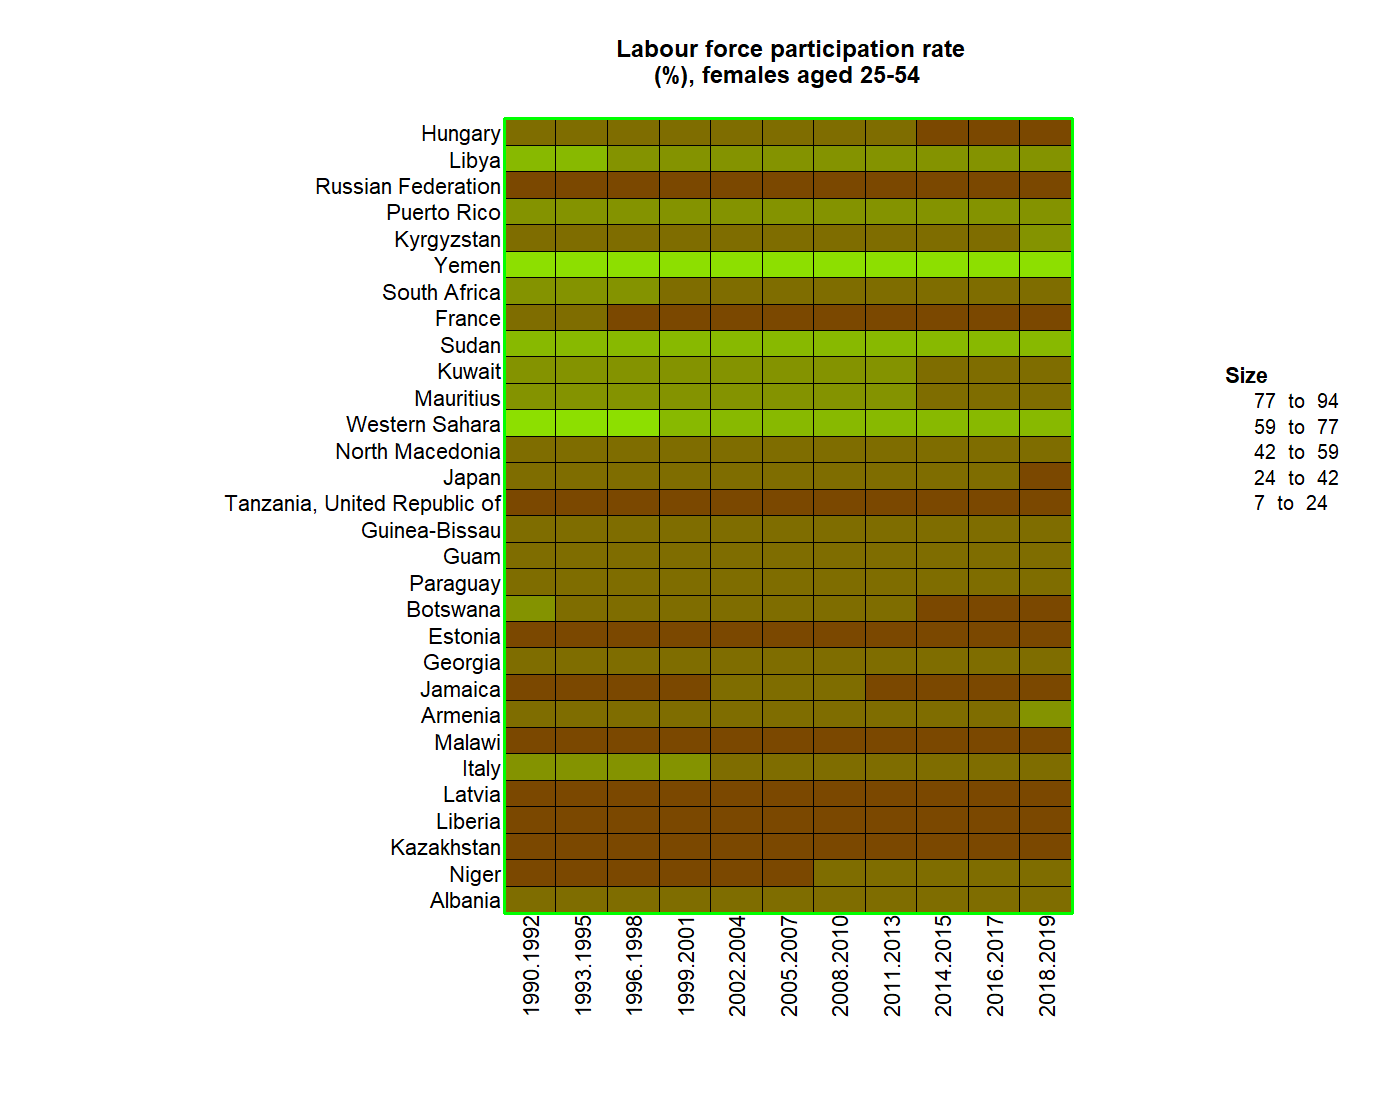 Labour force participation rate
(%), females aged 25-54
Hungary
Libya
Russian Federation
Puerto Rico
Kyrgyzstan
Yemen
South Africa
France
Sudan
Kuwait
Mauritius
Western Sahara
North Macedonia
Japan
Tanzania, United Republic of
Guinea-Bissau
Guam
Paraguay
Botswana
Estonia
Georgia
Jamaica
Armenia
Malawi
Italy
Latvia
Liberia
Kazakhstan
Niger
Albania
1990.1992
1993.1995
1996.1998
1999.2001
2002.2004
2005.2007
2008.2010
2011.2013
2014.2015
2016.2017
2018.2019
Size
77 to 94
59 to 77
42 to 59
24 to 42
7 to 24